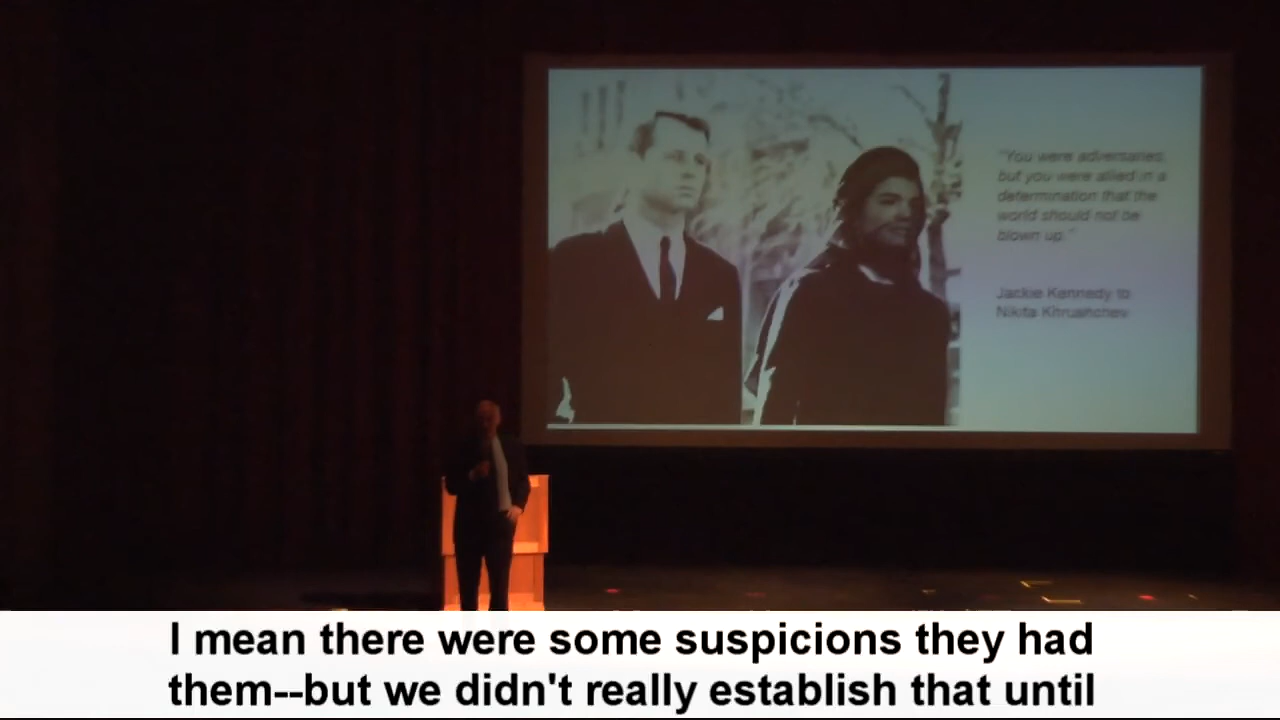 "You were adversaries,
but you were allied in a
determination that the
world should not be
blown up."
Jackie Kennedy to
Nikita Khrushchev
I mean there were some suspicions they had
them--but we didn't really establish that until